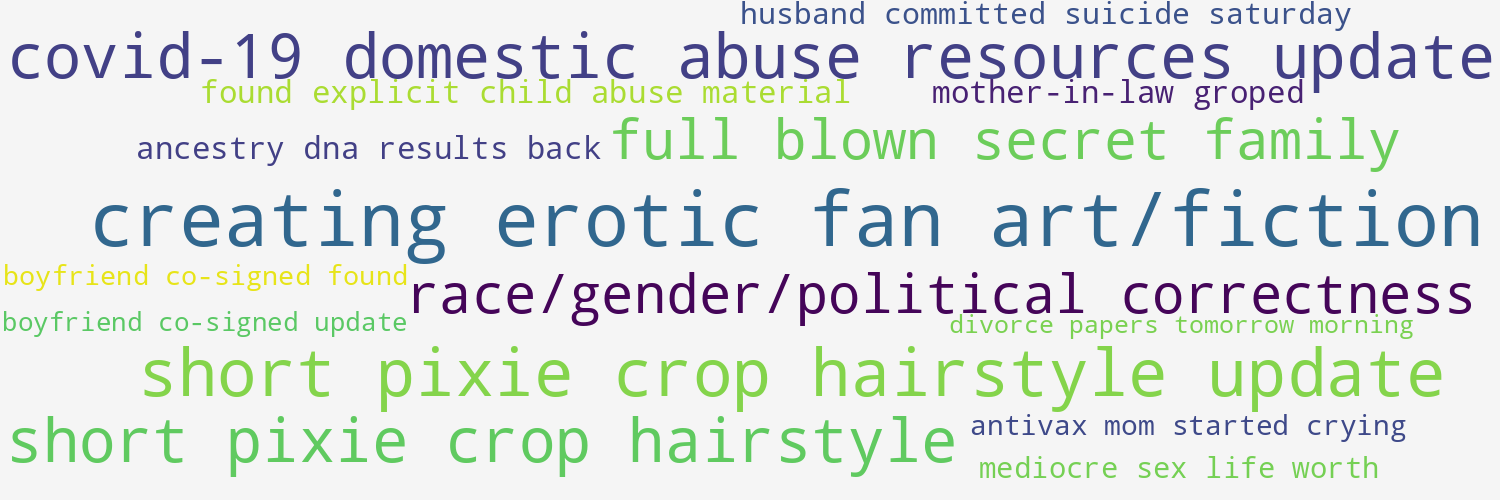 husband committed suicide saturday
covid-19 domestic abuse resources update
found explicit child abuse material
mother-in-law groped
ancestry dna results back
full blown secret family
creating erotic fan art/fiction
boyfriend co-signed found
race/gender/political correctness
boyfriend co-signed update
divorce papers tomorrow morning
short pixie crop hairstyle update
short pixie crop hairstyle
antivax mom started crying
mediocre sex life worth